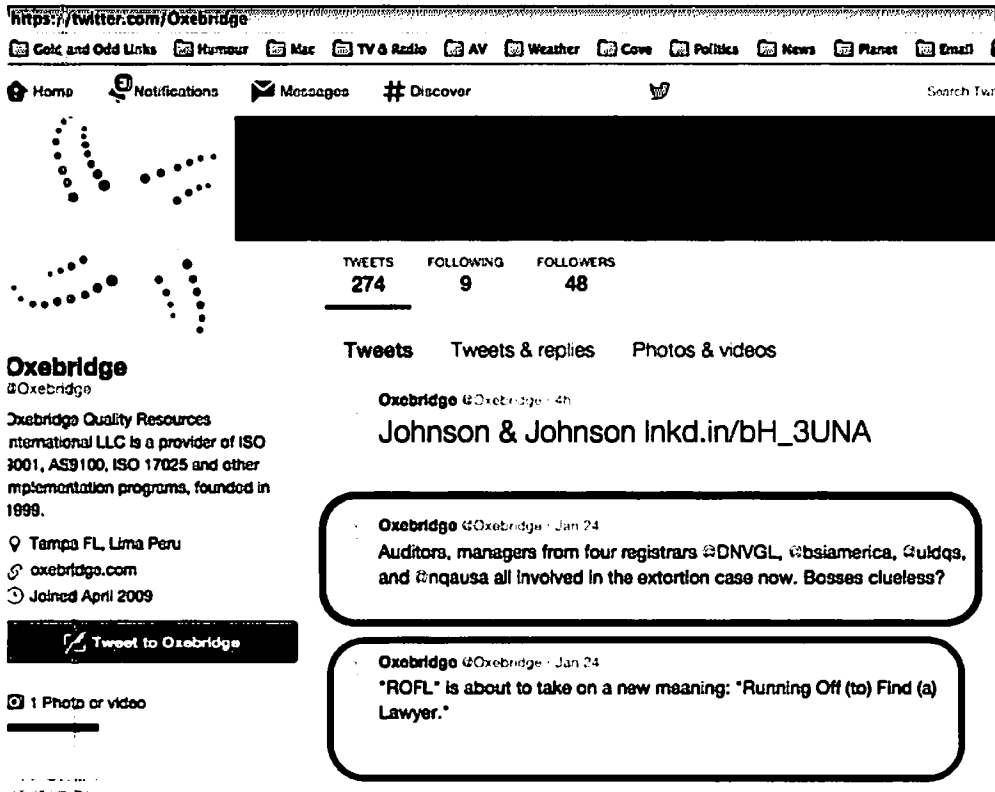 https://twitter.com/Oxebridge
Gold and Odd Links Humour Mac TV & Radio AV Weather Cove Politics News Planet Email
Home Notifications Messages # Discover Search Twi
TWEETS FOLLOWING FOLLOWERS
274 9 48
Tweets Tweets & replies Photos & videos
Oxebridge
@Oxebridge
Oxebridge Quality Resources
nternational LLC is a provider of ISO
9001, AS9100, ISO 17025 and other
mplementation programs, founded in
1999.
Tampa FL, Lima Peru
oxebridge.com
Joined April 2009
Tweet to Oxebridge
1 Photo or video
Oxebridge @Oxebridge · 4h
Johnson & Johnson lnkd.in/bH_3UNA
Oxebridge @Oxebridge · Jan 24
Auditors, managers from four registrars @DNVGL, @bsiamerica, @uldqs,
and @nqausa all involved in the extortion case now. Bosses clueless?
Oxebridge @Oxebridge · Jan 24
"ROFL" is about to take on a new meaning: "Running Off (to) Find (a)
Lawyer."